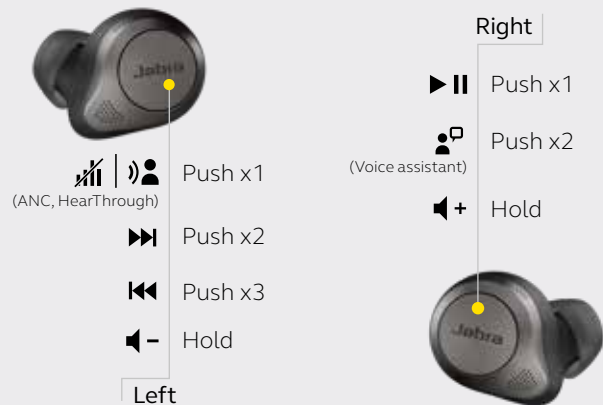 Jabra
Push x1
(ANC, HearThrough)
Push x2
Push x3
Hold
Left
Right
Push x1
Push x2
(Voice assistant)
Hold
Jabra